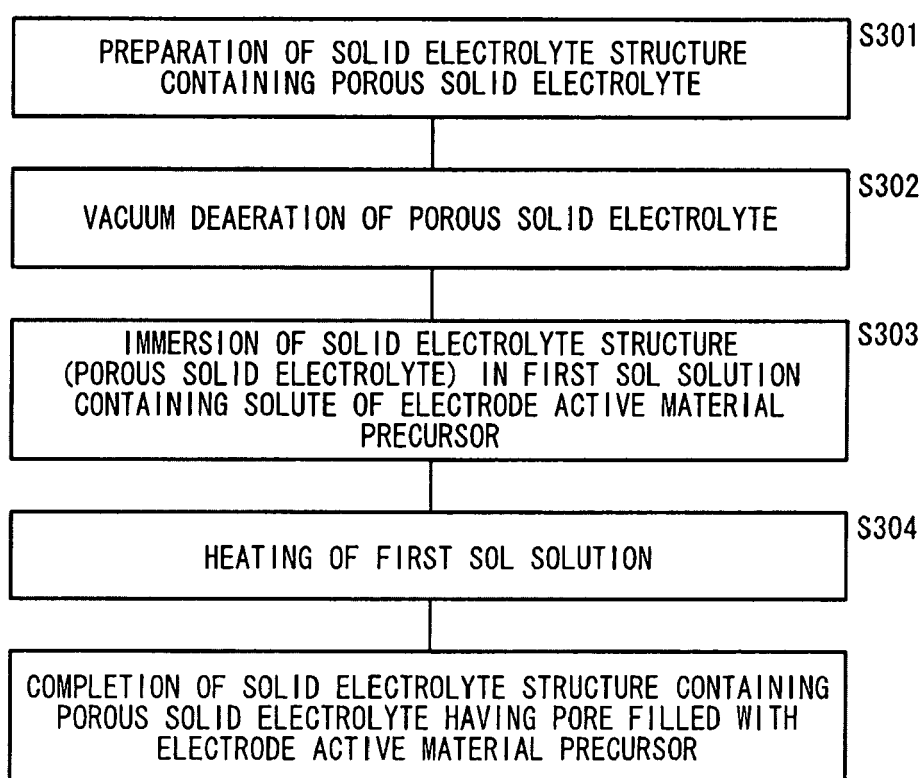 PREPARATION OF SOLID ELECTROLYTE STRUCTURE
CONTAINING POROUS SOLID ELECTROLYTE
S301
VACUUM DEAERATION OF POROUS SOLID ELECTROLYTE
S302
IMMERSION OF SOLID ELECTROLYTE STRUCTURE
(POROUS SOLID ELECTROLYTE) IN FIRST SOL SOLUTION
CONTAINING SOLUTE OF ELECTRODE ACTIVE MATERIAL
PRECURSOR
S303
HEATING OF FIRST SOL SOLUTION
S304
COMPLETION OF SOLID ELECTROLYTE STRUCTURE CONTAINING
POROUS SOLID ELECTROLYTE HAVING PORE FILLED WITH
ELECTRODE ACTIVE MATERIAL PRECURSOR